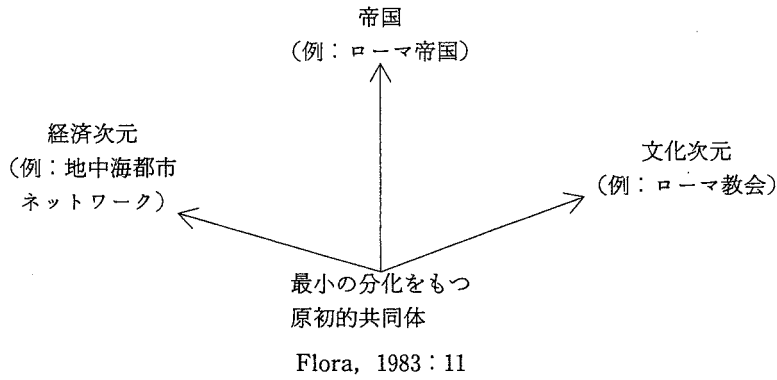 帝国
（例：ローマ帝国）
経済次元
（例：地中海都市
ネットワーク）
文化次元
（例：ローマ教会）
最小の分化をもつ
原初的共同体
Flora, 1983：11